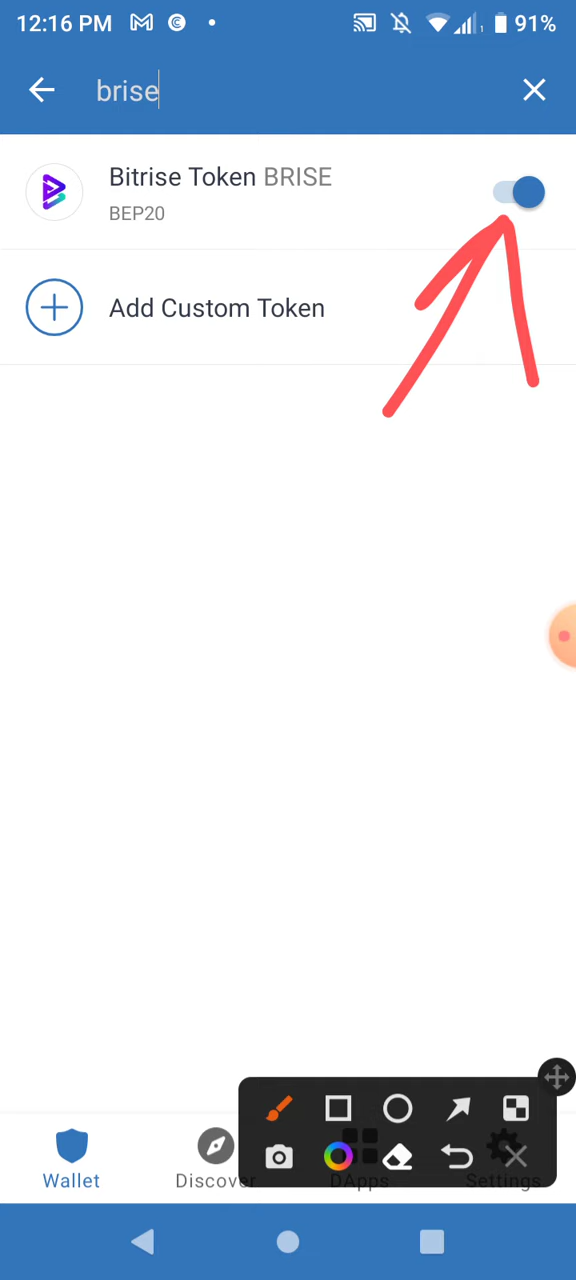 12:16 PM 91%
brise
Bitrise Token BRISE
BEP20
Add Custom Token
Wallet
Discover
DApps
Settings